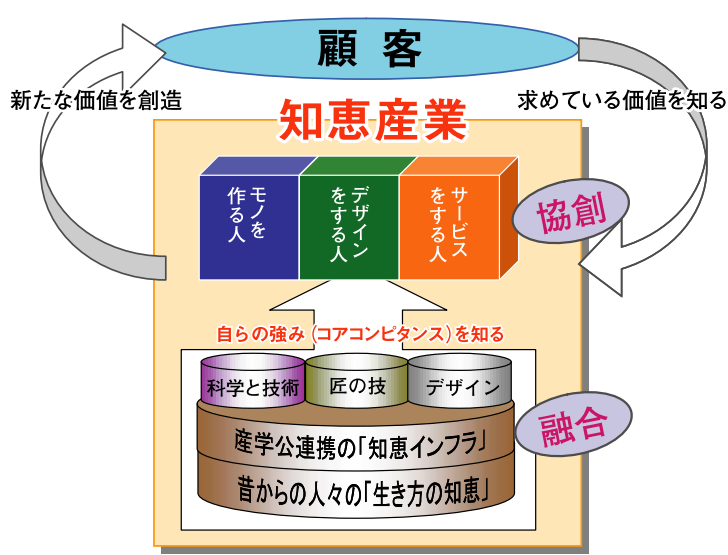 顧客
新たな価値を創造
求めている価値を知る
知恵産業
モノを
作る人
デザイン
をする人
サービス
をする人
協創
自らの強み(コアコンピタンス)を知る
科学と技術
匠の技
デザイン
融合
産学公連携の「知恵インフラ」
昔からの人々の「生き方の知恵」